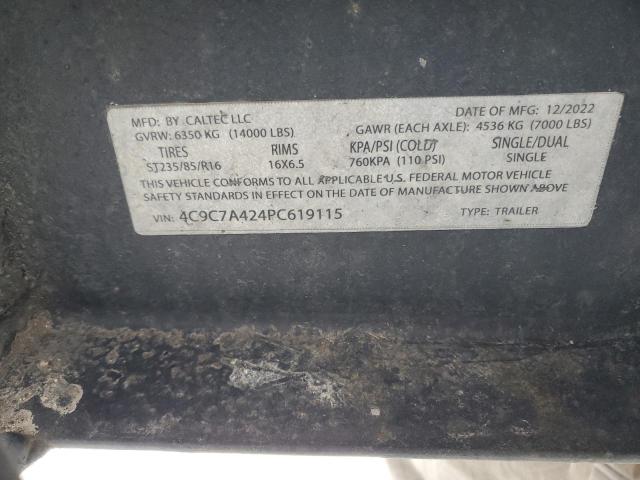 MFD. BY CALTEC LLC DATE OF MFG: 12/2022
GVRW: 6350 KG (14000 LBS) GAWR (EACH AXLE): 4536 KG (7000 LBS)
TIRES RIMS KPA/PSI (COLD) SINGLE/DUAL
ST235/85/R16 16X6.5 760KPA (110 PSI) SINGLE
THIS VEHICLE CONFORMS TO ALL APPLICABLE U.S. FEDERAL MOTOR VEHICLE
SAFETY STANDARDS IN EFFECT ON THE DATE OF MANUFACTURE SHOWN ABOVE
VIN: 4C9C7A424PC619115 TYPE: TRAILER